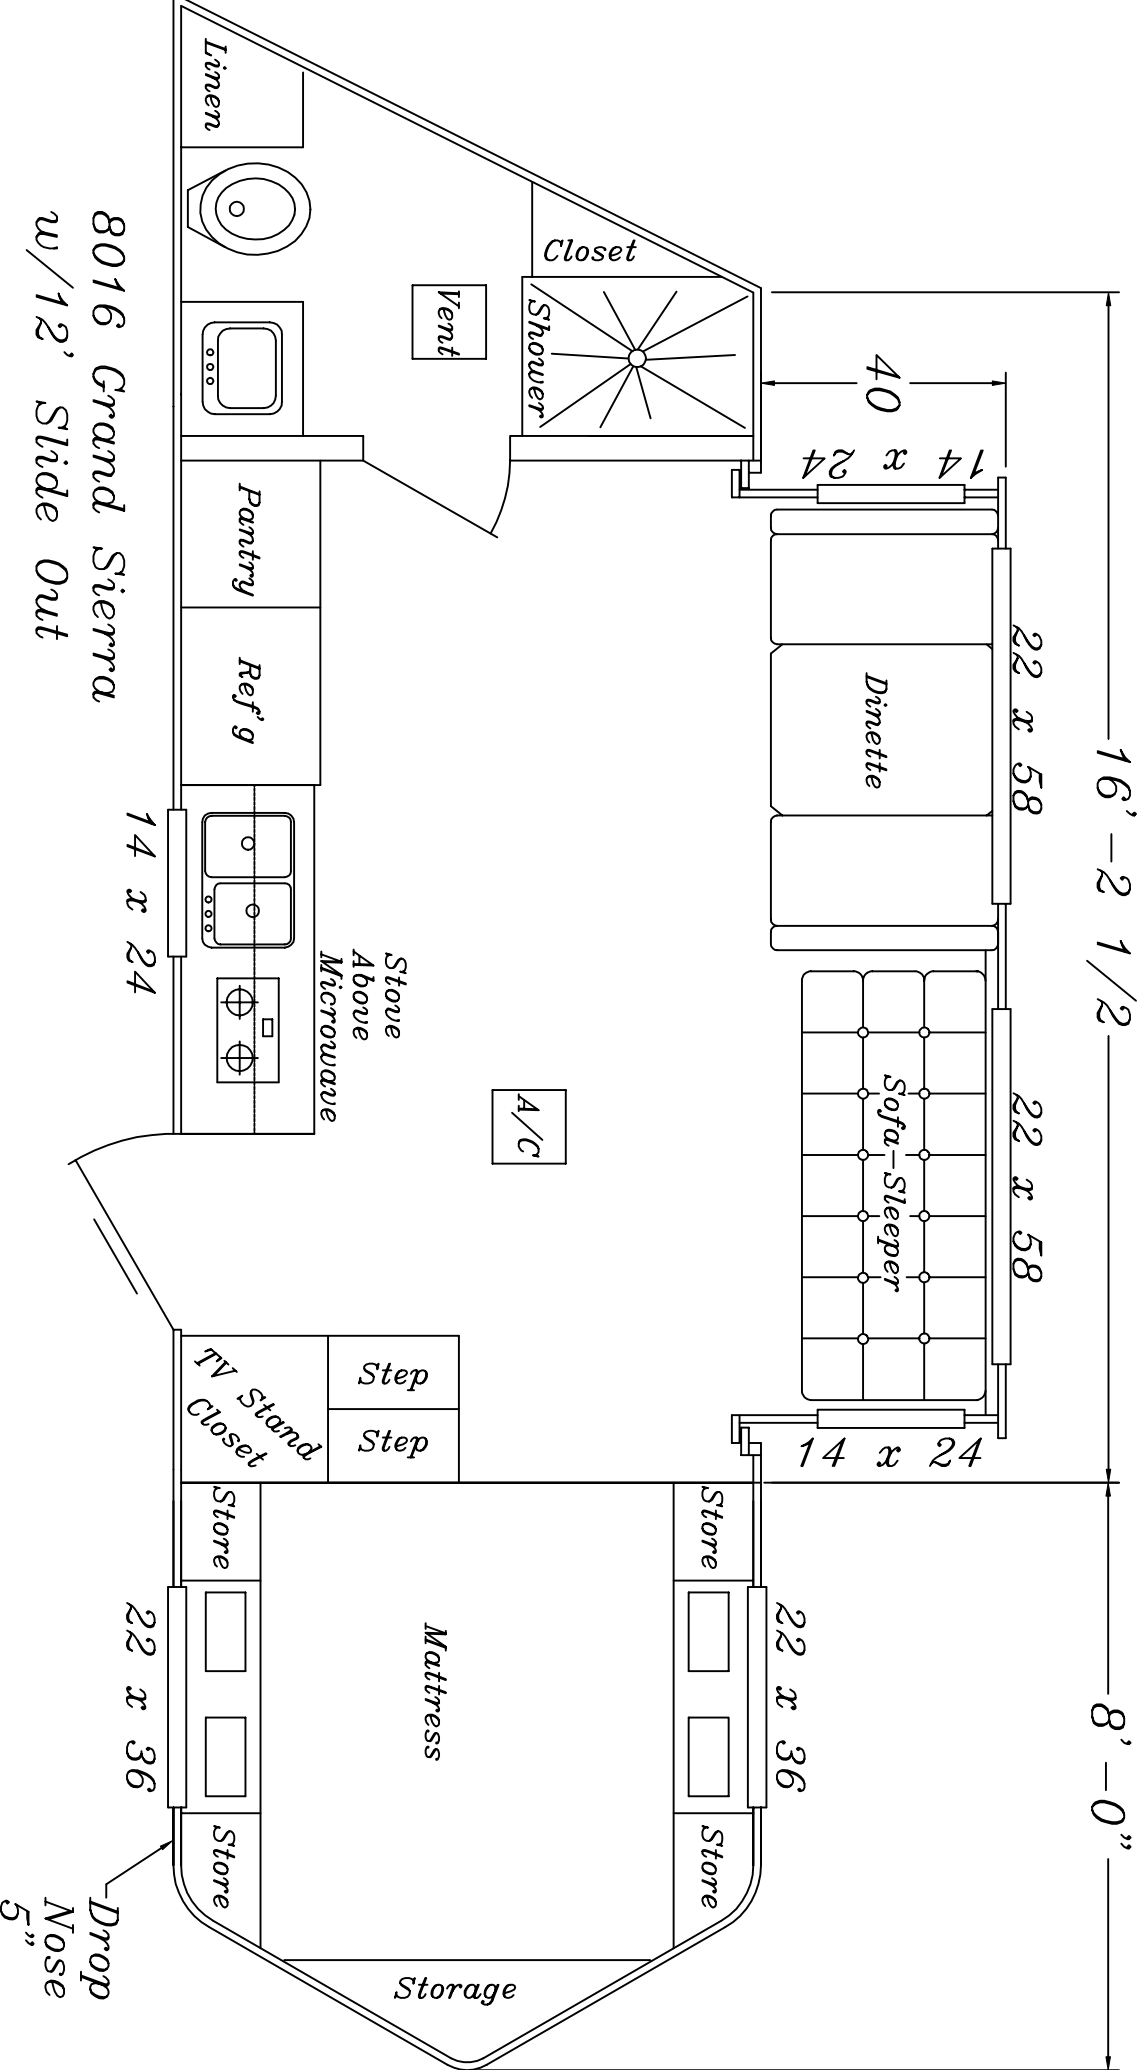 16'-2 1/2
8'-0"
40
14 x 24
22 x 58
22 x 58
14 x 24
Dinette
Sofa-Sleeper
Closet
Shower
Vent
Linen
A/C
Stove
Above
Microwave
Pantry
Ref'g
14 x 24
Step
Step
TV Stand
Closet
22 x 36
Store
Store
Mattress
Storage
Store
Store
22 x 36
Drop
Nose
5"
8016 Grand Sierra
w/12' Slide Out